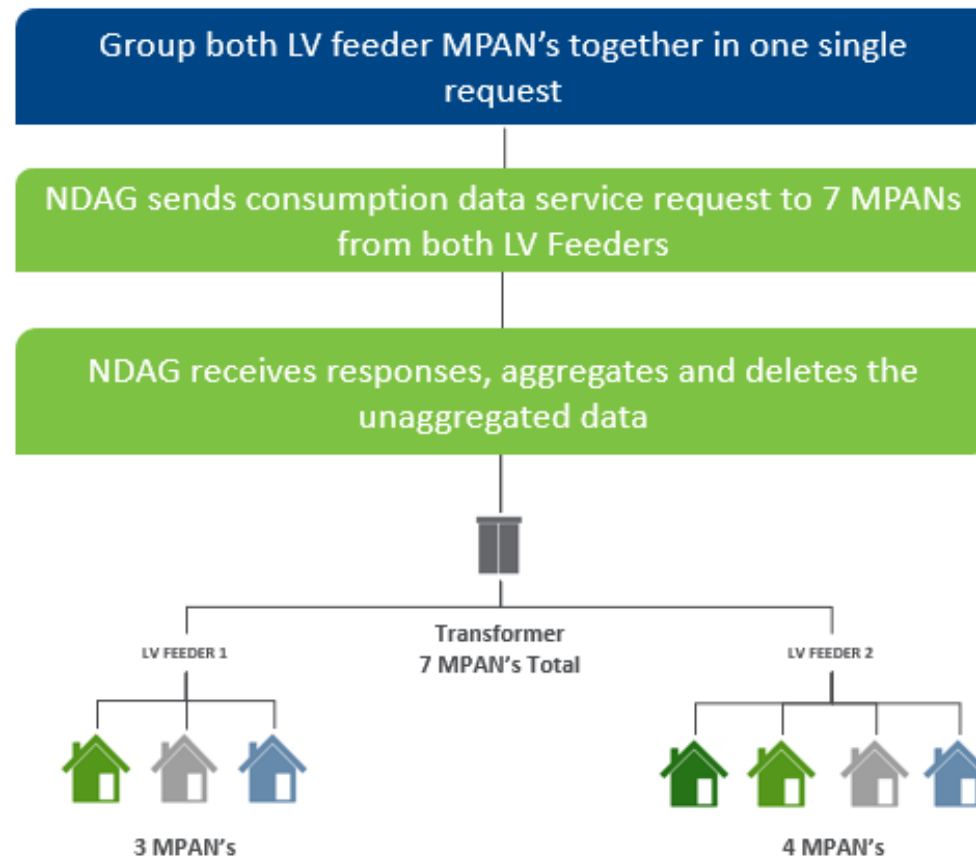 Group both LV feeder MPAN's together in one single
request
NDAG sends consumption data service request to 7 MPANs
from both LV Feeders
NDAG receives responses, aggregates and deletes the
unaggregated data
Transformer
7 MPAN's Total
LV FEEDER 1
LV FEEDER 2
3 MPAN's
4 MPAN's